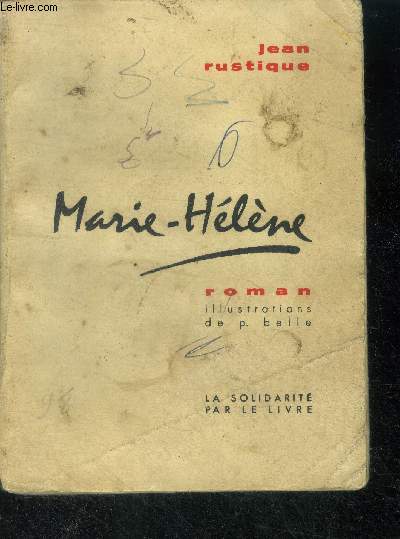 Le-livre.com
jean
rustique
Marie-Hélène
roman
illustrations
de p. belle
LA SOLIDARITÉ
PAR LE LIVRE